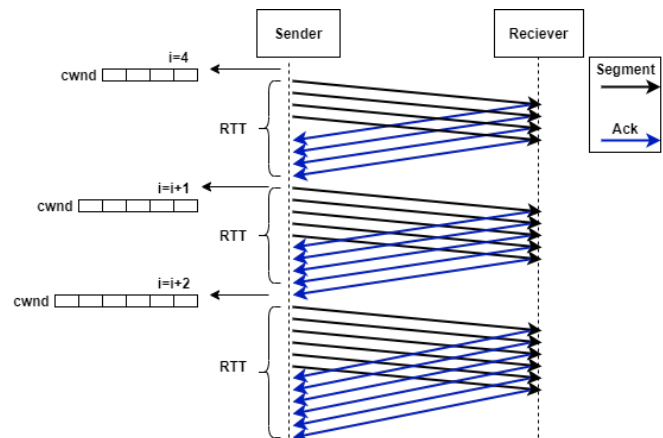 Sender
Reciever
i=4
cwnd
Segment
Ack
RTT
i=i+1
cwnd
RTT
i=i+2
cwnd
RTT